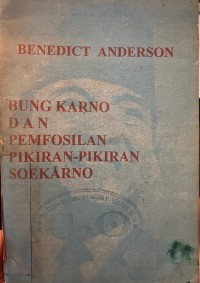 BENEDICT ANDERSON
BUNG KARNO
DAN
PEMFOSILAN
PIKIRAN-PIKIRAN
SOEKARNO